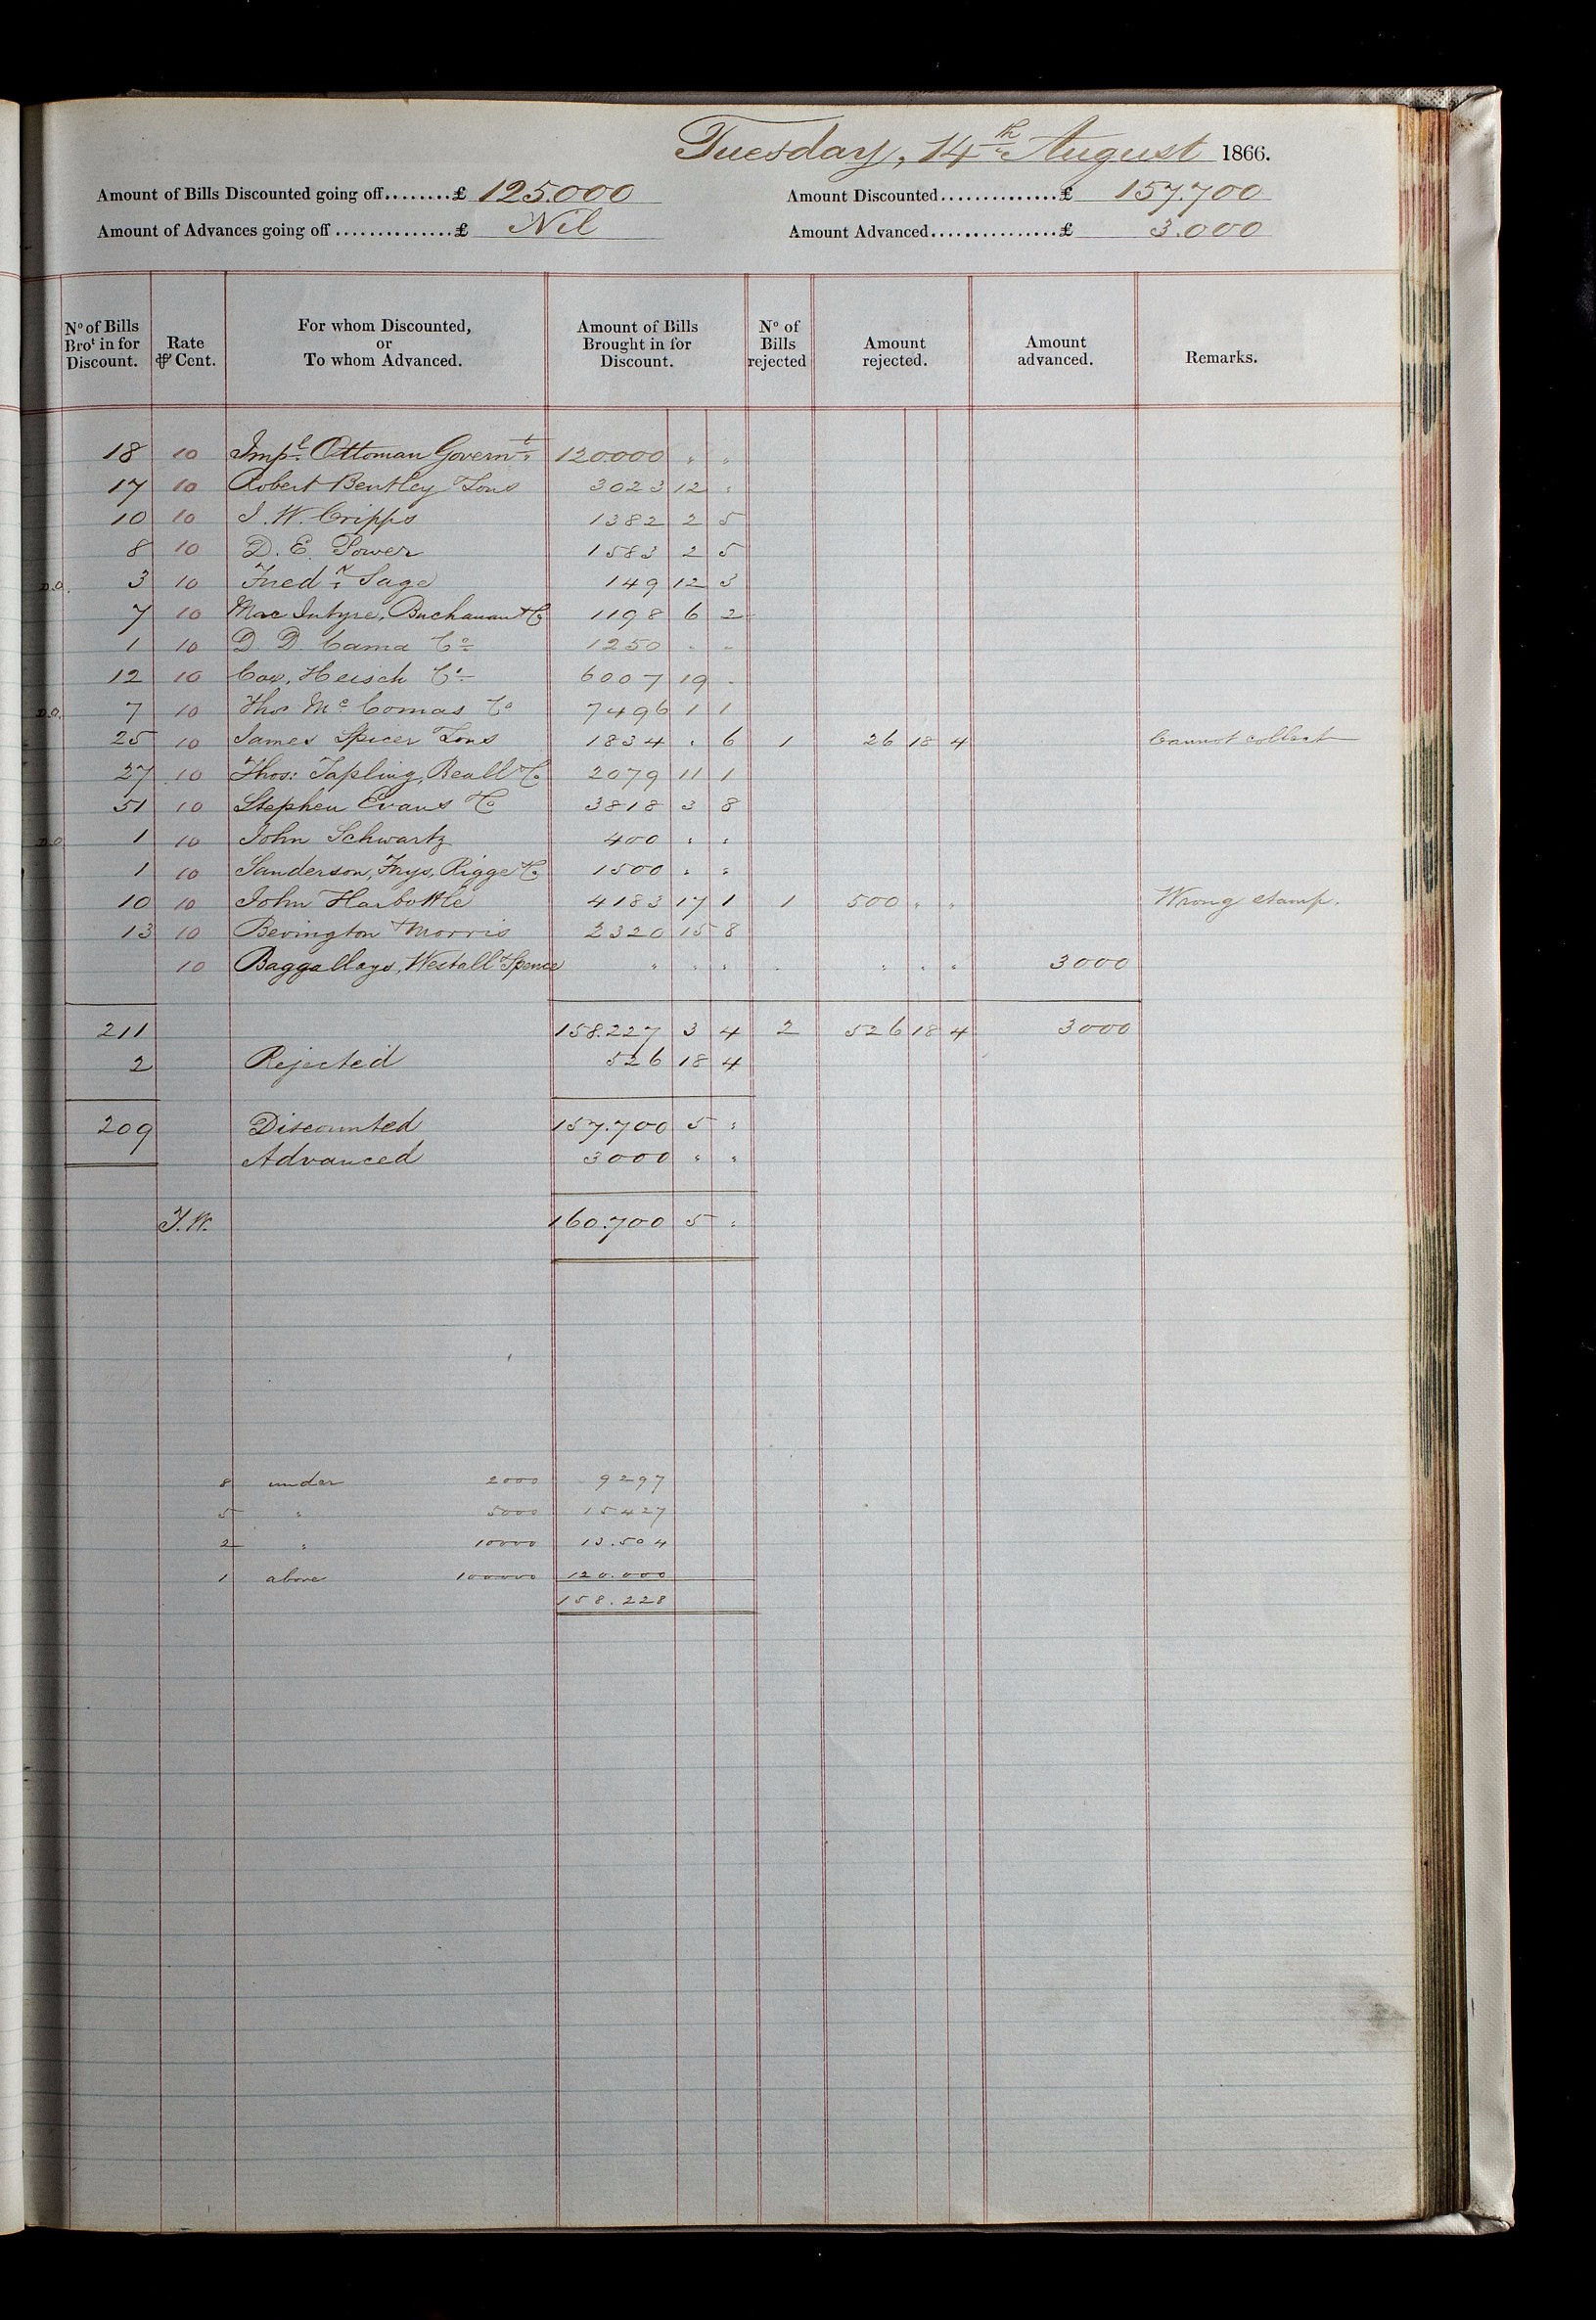 Tuesday, 14th August 1866.
Amount of Bills Discounted going off........£ 125.000 Amount Discounted..............£ 157.700
Amount of Advances going off..............£ Nil Amount Advanced................£ 3.000
No of Bills Brot in for Discount. Rate ⅌ Cent. For whom Discounted, or To whom Advanced. Amount of Bills Brought in for Discount. No of Bills rejected Amount rejected. Amount advanced. Remarks.
18 10 Impl Ottoman Governt 120.000 " "
17 10 Robert Bentley & Sons 3023 12 "
10 10 J. W. Cripps 1382 2 5
8 10 D. E. Power 1583 2 5
D.O. 3 10 Fredk Sage 149 12 3
7 10 Mac Intyre, Buchanan & Co 1198 6 2
1 10 D. D. Cama & Co 1250 " "
12 10 Cox, Heisch & Co 6007 19 "
D.O. 7 10 Thos McComas & Co 7496 1 1
25 10 James Spicer & Sons 1834 " 6 1 26 18 4 Cannot collect
27 10 Thos: Tapling, Beall & Co 2079 11 1
51 10 Stephen Evans & Co 3818 3 8
D.O. 1 10 John Schwartz 400 " "
1 10 Sanderson, Frys, Rigge & Co 1500 " "
10 10 John Harbottle 4183 17 1 1 500 " " Wrong stamp.
13 10 Bevington & Morris 2320 15 8
10 Baggallays, Westall & Spence " " " " " " " 3000
211 158.227 3 4 2 526 18 4 3000
2 Rejected 526 18 4
209 Discounted 157.700 5 "
Advanced 3000 " "
T.W. 160.700 5 "
8 under 2000 9297
5 " 5000 15427
2 " 10000 13.504
1 above 100000 120.000
158.228